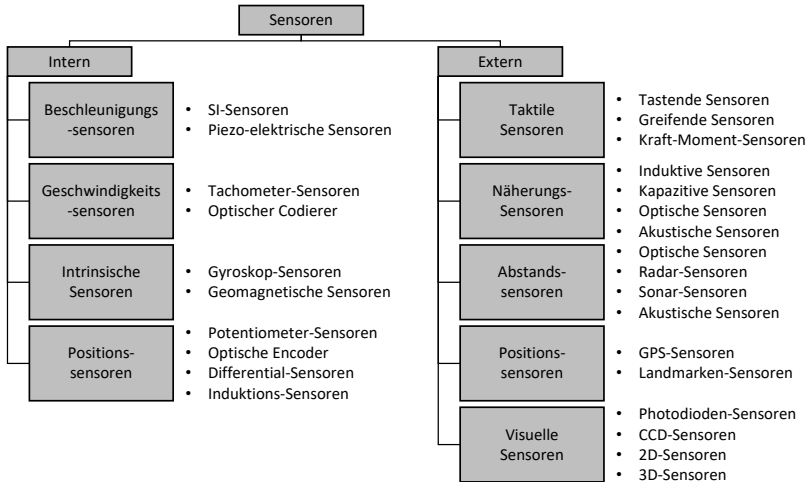 Sensoren
Intern
Beschleunigungs
-sensoren
• SI-Sensoren
• Piezo-elektrische Sensoren
Geschwindigkeits
-sensoren
• Tachometer-Sensoren
• Optischer Codierer
Intrinsische
Sensoren
• Gyroskop-Sensoren
• Geomagnetische Sensoren
Positions-
sensoren
• Potentiometer-Sensoren
• Optische Encoder
• Differential-Sensoren
• Induktions-Sensoren
Extern
Taktile
Sensoren
• Tastende Sensoren
• Greifende Sensoren
• Kraft-Moment-Sensoren
Näherungs-
Sensoren
• Induktive Sensoren
• Kapazitive Sensoren
• Optische Sensoren
• Akustische Sensoren
Abstands-
sensoren
• Optische Sensoren
• Radar-Sensoren
• Sonar-Sensoren
• Akustische Sensoren
Positions-
sensoren
• GPS-Sensoren
• Landmarken-Sensoren
Visuelle
Sensoren
• Photodioden-Sensoren
• CCD-Sensoren
• 2D-Sensoren
• 3D-Sensoren